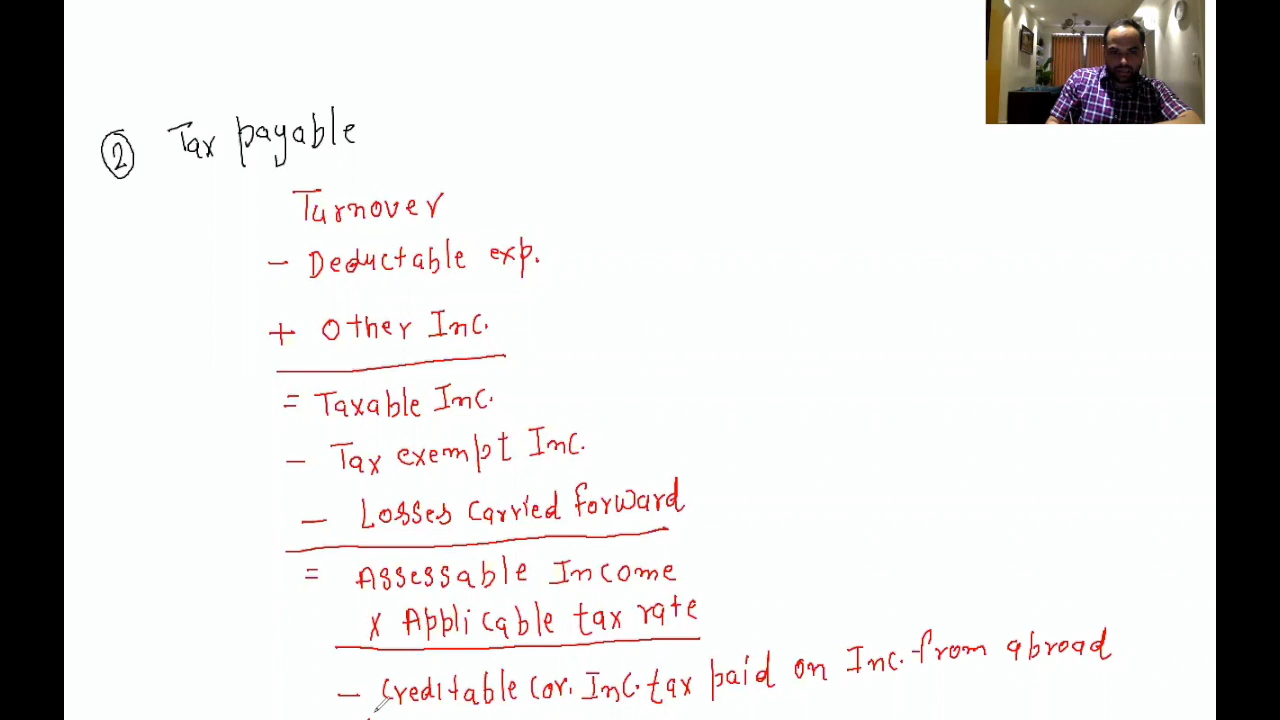 ② Tax payable
Turnover
- Deductable exp.
+ Other Inc.
= Taxable Inc.
- Tax exempt Inc.
- Losses carried forward
= Assessable Income
x Applicable tax rate
- Creditable Cor. Inc. tax paid on Inc. from abroad